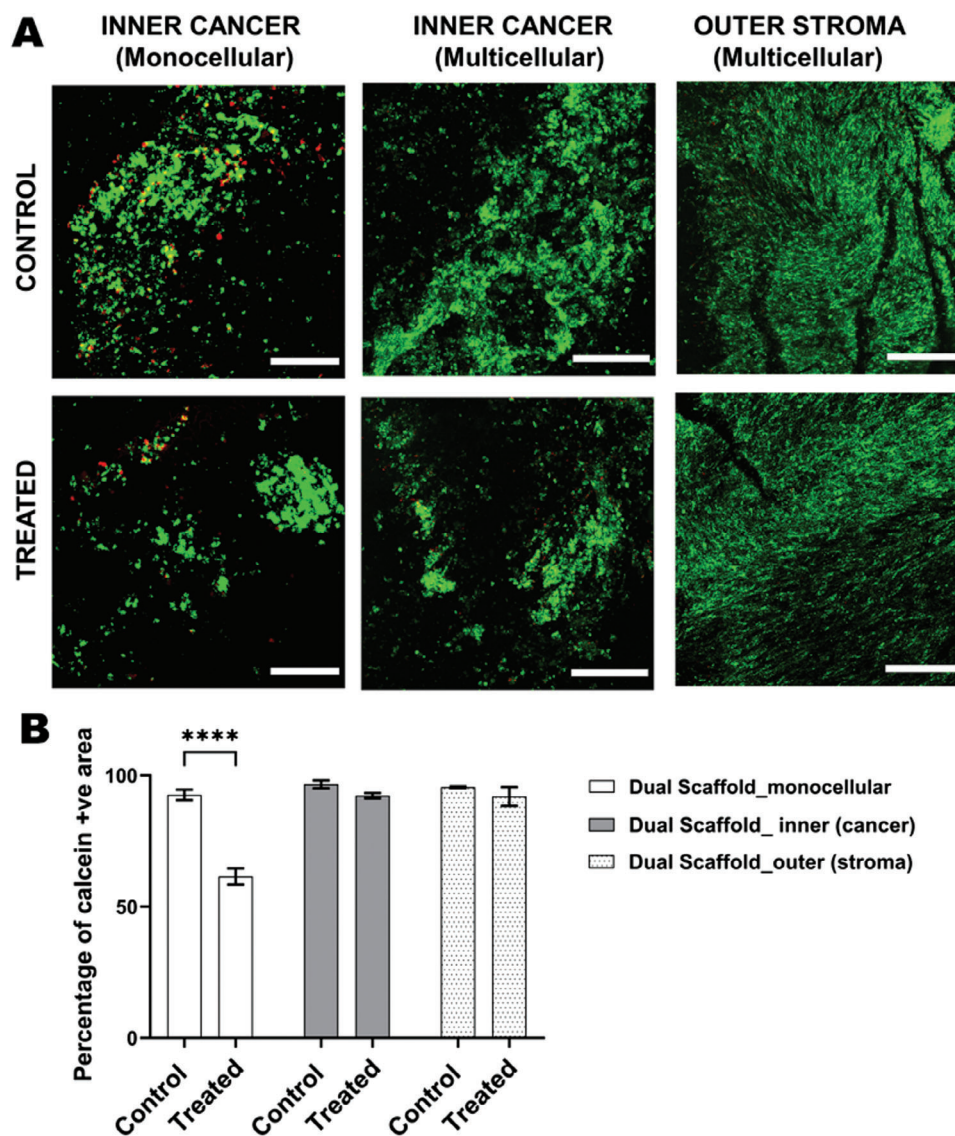 A
INNER CANCER
(Monocellular)
INNER CANCER
(Multicellular)
OUTER STROMA
(Multicellular)
CONTROL
TREATED
B
Percentage of calcein +ve area
100
50
0
****
Control
Treated
Control
Treated
Control
Treated
Dual Scaffold_monocellular
Dual Scaffold_ inner (cancer)
Dual Scaffold_outer (stroma)